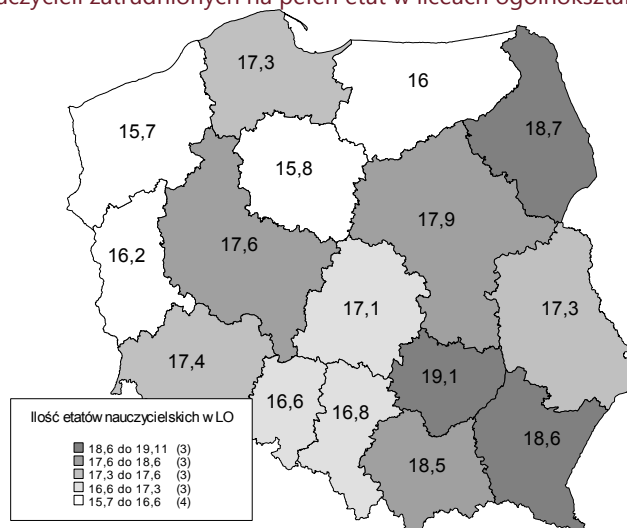 nauczycieli zatrudnionych na pełen etat w liceach ogólnokształ
17,3
16
15,7
18,7
15,8
17,9
17,6
16,2
17,1
17,3
17,4
19,1
16,6
16,8
18,6
18,5
Ilość etatów nauczycielskich w LO
18,6 do 19,11 (3)
17,6 do 18,6 (3)
17,3 do 17,6 (3)
16,6 do 17,3 (3)
15,7 do 16,6 (4)